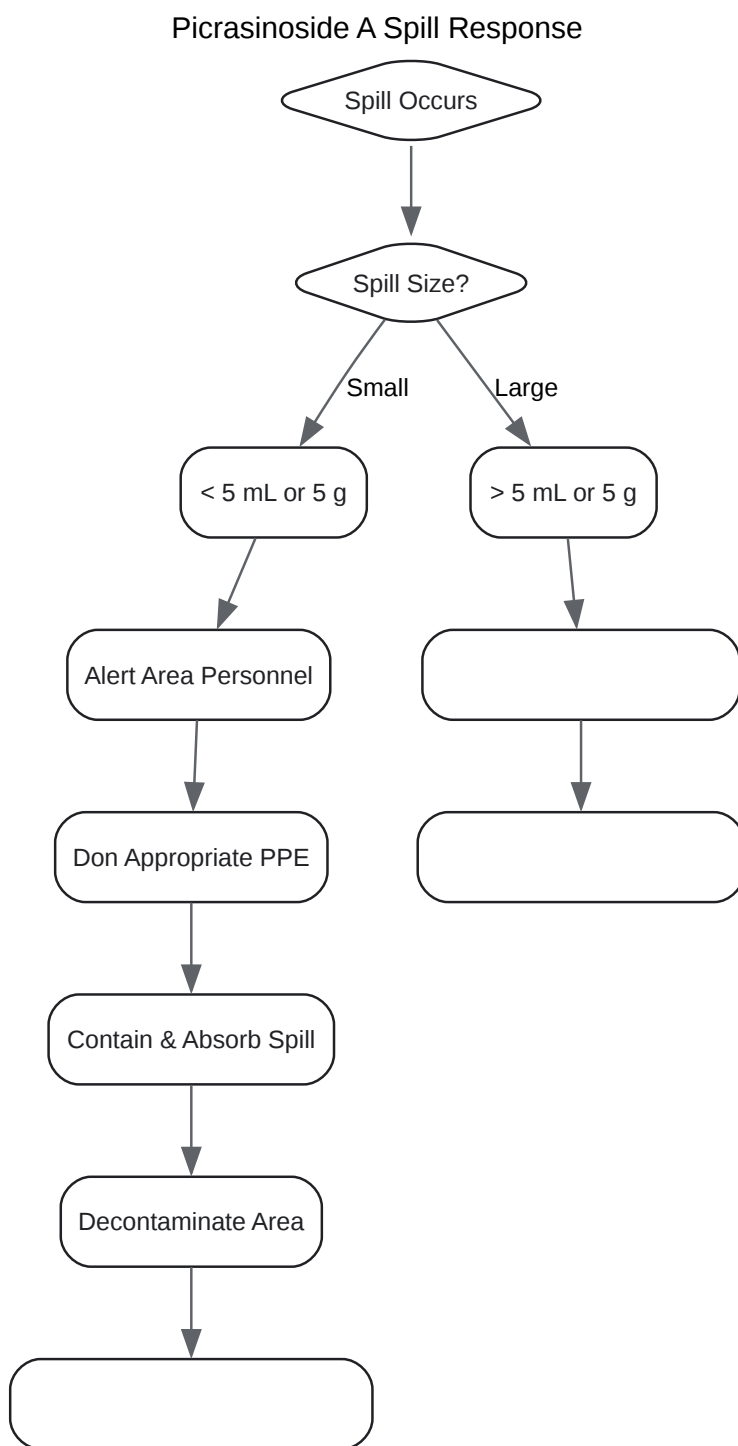 Picrasinoside A Spill Response
Spill Occurs
Spill Size?
Small
Large
< 5 mL or 5 g
> 5 mL or 5 g
Alert Area Personnel
Don Appropriate PPE
Contain & Absorb Spill
Decontaminate Area